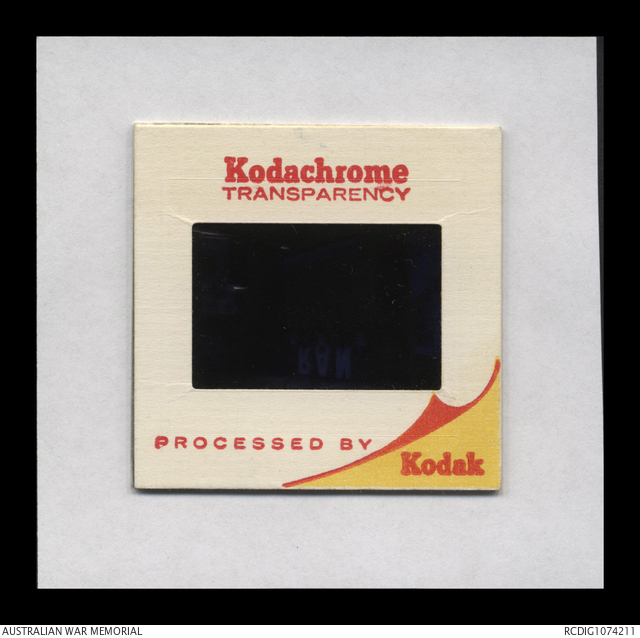 Kodachrome
TRANSPARENCY
PROCESSED BY
Kodak
AUSTRALIAN WAR MEMORIAL
RCDIG1074211